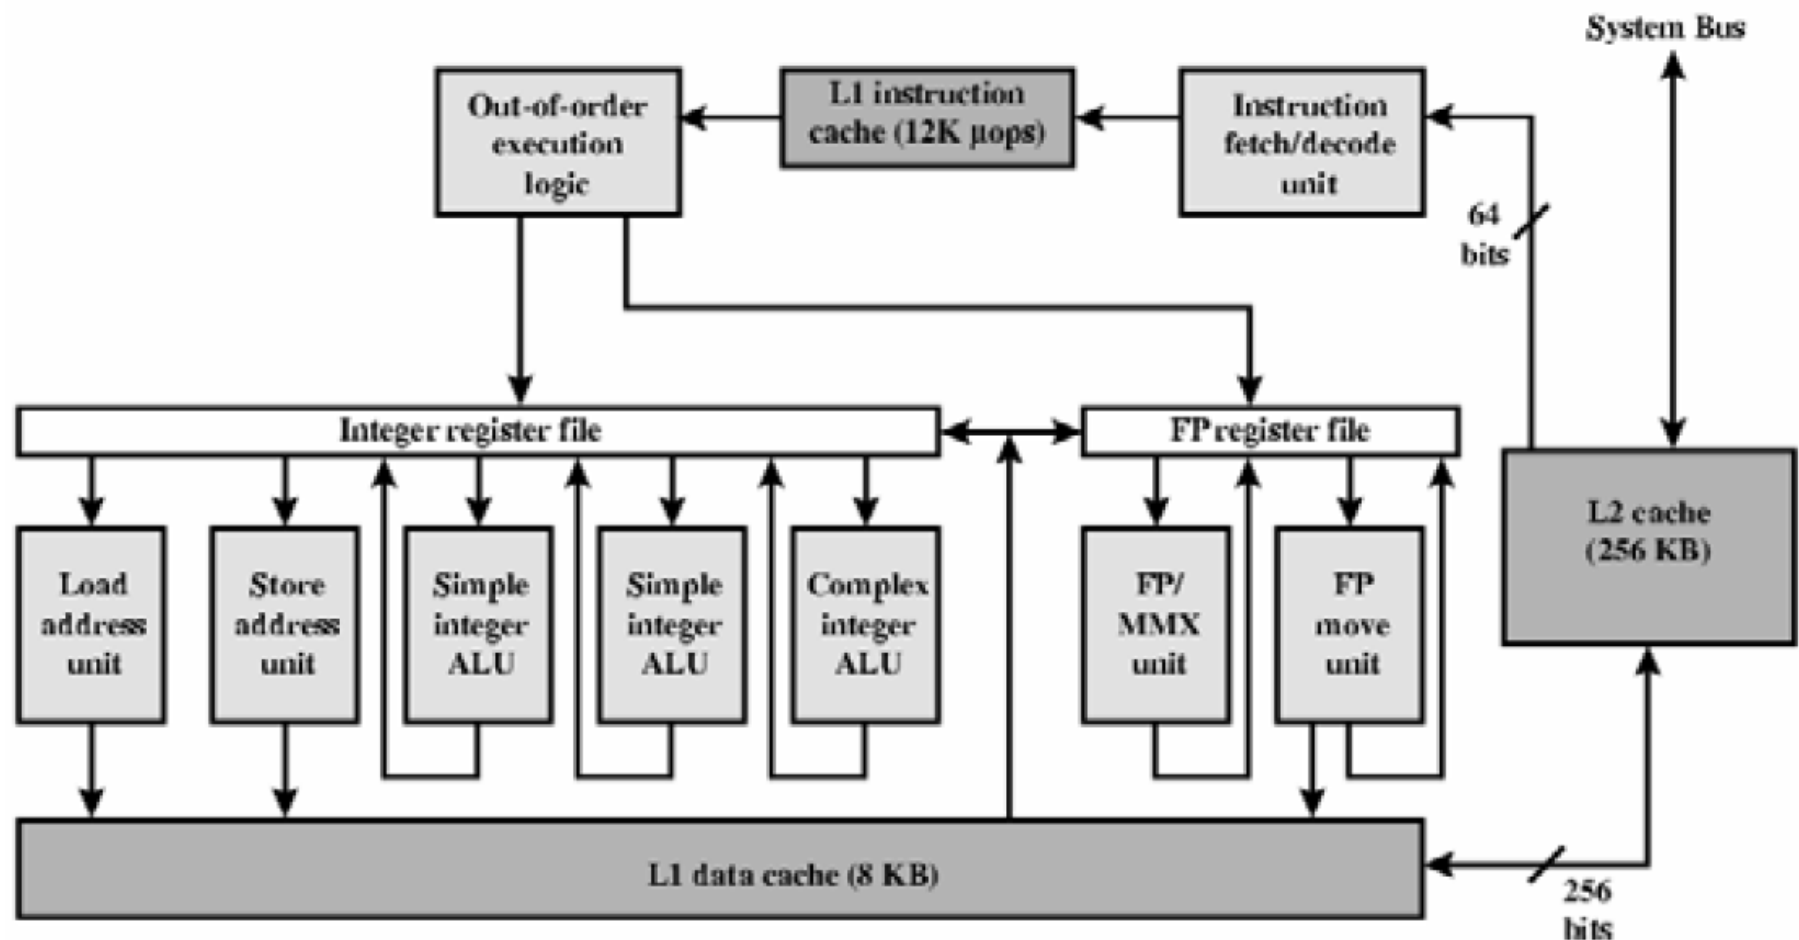 System Bus
Out-of-order
execution
logic
L1 instruction
cache (12K µops)
Instruction
fetch/decode
unit
64
bits
Integer register file
FP register file
L2 cache
(256 KB)
Load
address
unit
Store
address
unit
Simple
integer
ALU
Simple
integer
ALU
Complex
integer
ALU
FP/
MMX
unit
FP
move
unit
L1 data cache (8 KB)
256
bits